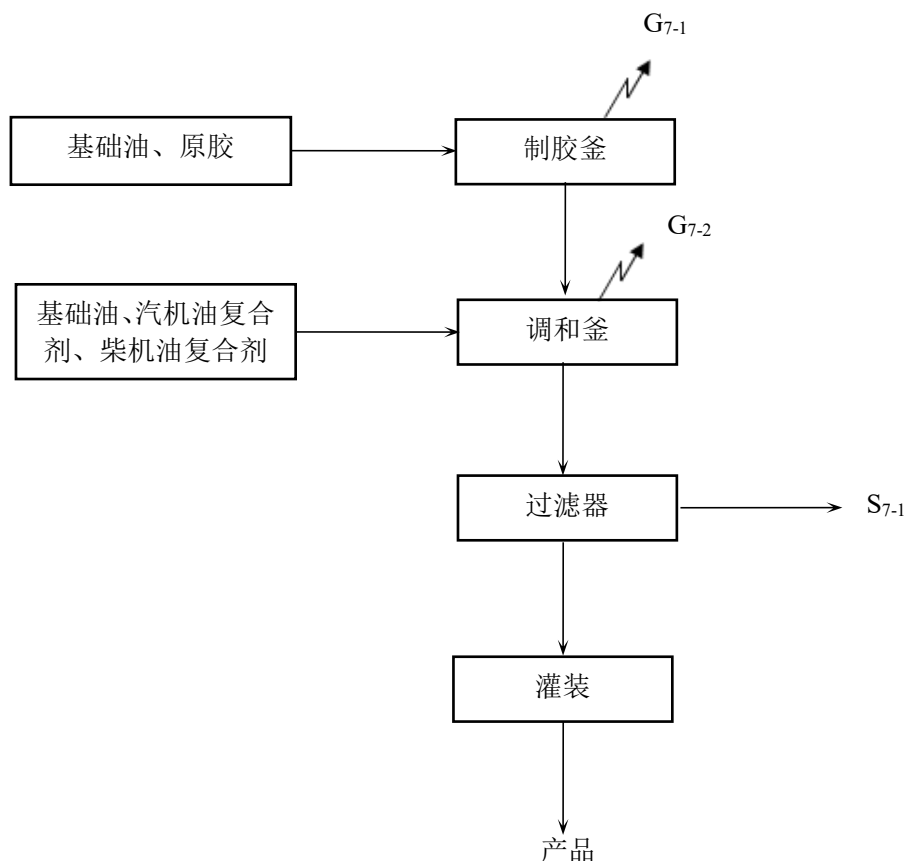 G7-1
基础油、原胶
制胶釜
G7-2
基础油、汽机油复合
剂、柴机油复合剂
调和釜
过滤器
S7-1
灌装
产品